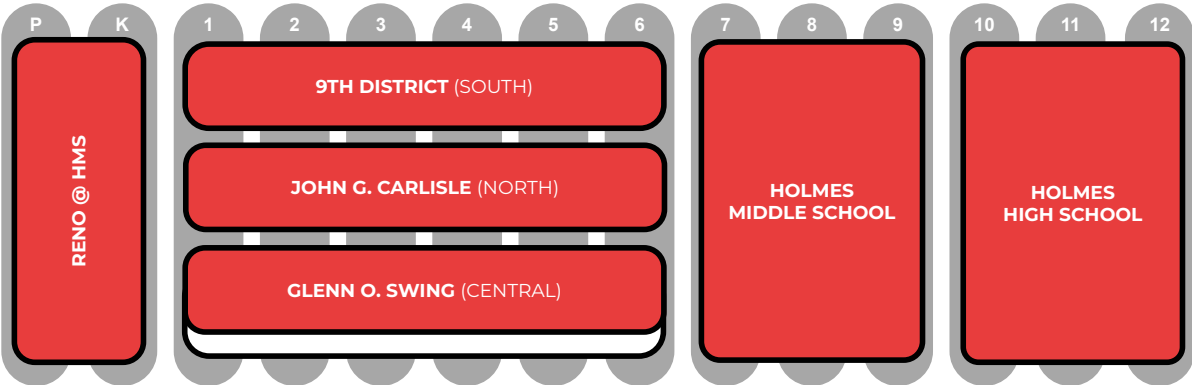 P K 1 2 3 4 5 6 7 8 9 10 11 12
RENO @ HMS
9TH DISTRICT (SOUTH)
JOHN G. CARLISLE (NORTH)
GLENN O. SWING (CENTRAL)
HOLMES
MIDDLE SCHOOL
HOLMES
HIGH SCHOOL